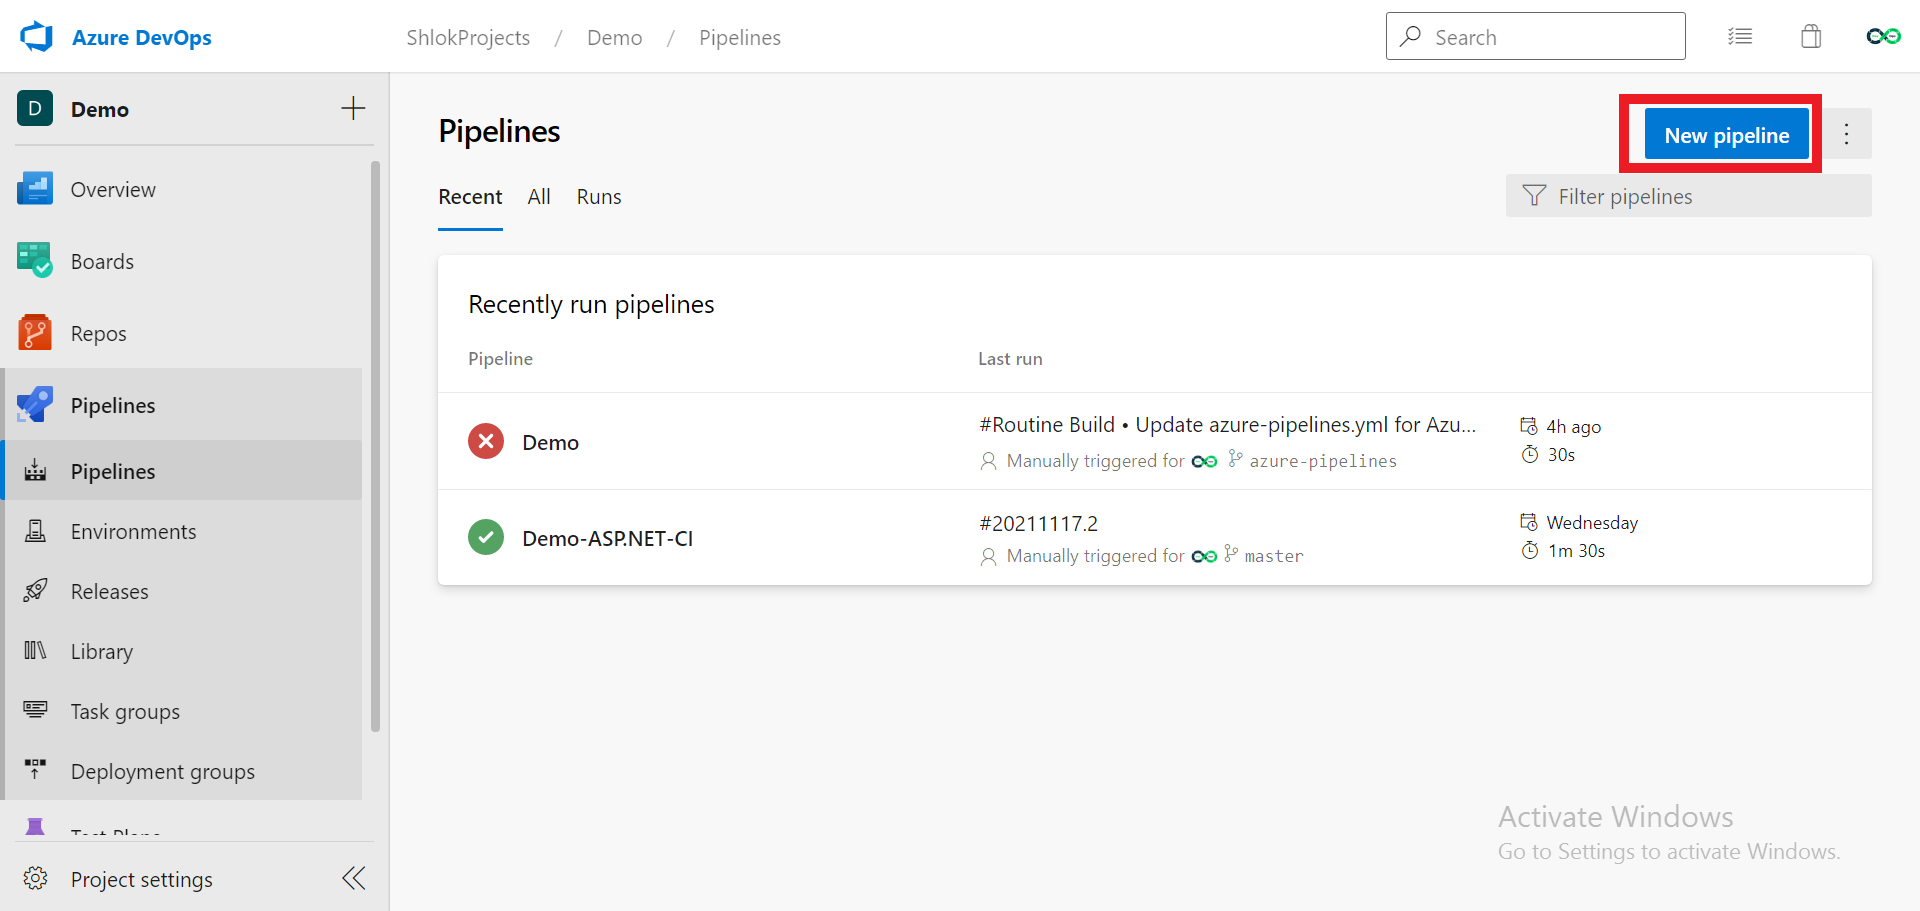 Azure DevOps
ShlokProjects / Demo / Pipelines
Search
D Demo
Overview
Boards
Repos
Pipelines
Pipelines
Environments
Releases
Library
Task groups
Deployment groups
Test Plans
Project settings
Pipelines
New pipeline
Recent All Runs
Filter pipelines
Recently run pipelines
Pipeline Last run
Demo
#Routine Build • Update azure-pipelines.yml for Azu...
Manually triggered for azure-pipelines
4h ago
30s
Demo-ASP.NET-CI
#20211117.2
Manually triggered for master
Wednesday
1m 30s
Activate Windows
Go to Settings to activate Windows.